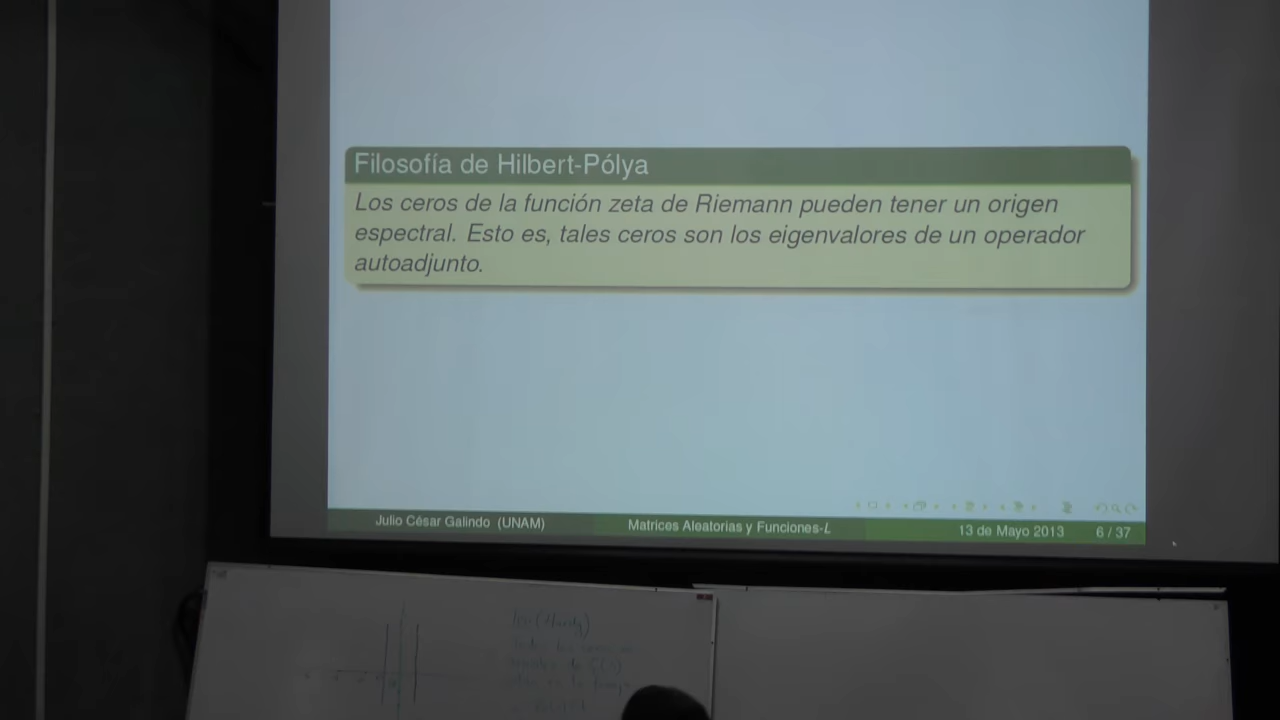 Filosofía de Hilbert-Pólya
Los ceros de la función zeta de Riemann pueden tener un origen
espectral. Esto es, tales ceros son los eigenvalores de un operador
autoadjunto.
Julio César Galindo (UNAM)
Matrices Aleatorias y Funciones-L
13 de Mayo 2013
6 / 37